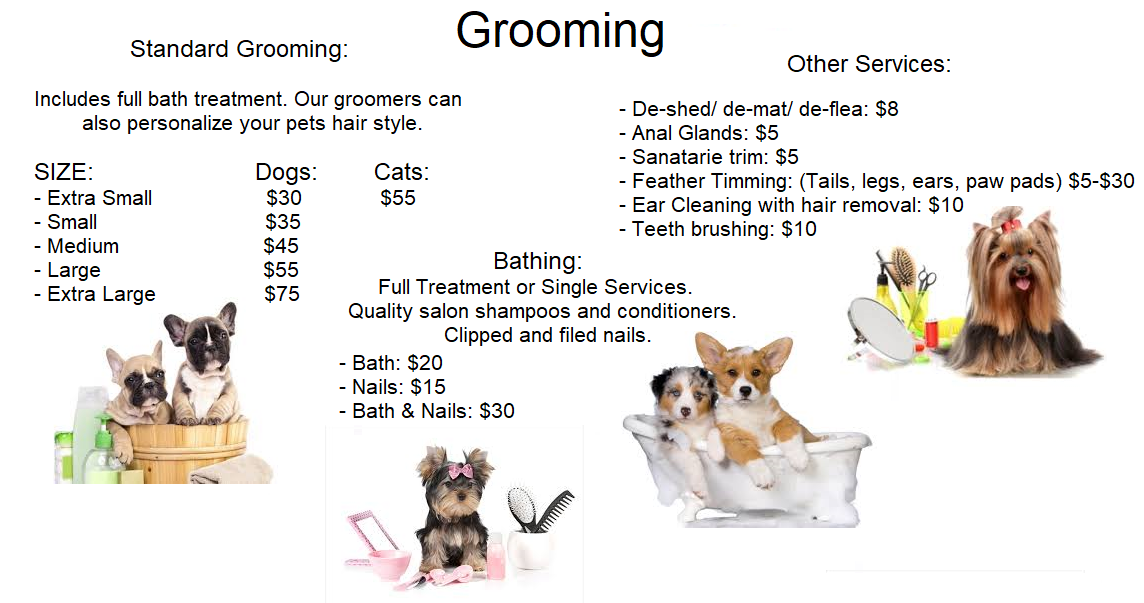 Grooming
Standard Grooming:
Includes full bath treatment. Our groomers can
also personalize your pets hair style.
SIZE: Dogs: Cats:
- Extra Small $30 $55
- Small $35
- Medium $45
- Large $55
- Extra Large $75
Bathing:
Full Treatment or Single Services.
Quality salon shampoos and conditioners.
Clipped and filed nails.
- Bath: $20
- Nails: $15
- Bath & Nails: $30
Other Services:
- De-shed/ de-mat/ de-flea: $8
- Anal Glands: $5
- Sanatarie trim: $5
- Feather Timming: (Tails, legs, ears, paw pads) $5-$30
- Ear Cleaning with hair removal: $10
- Teeth brushing: $10